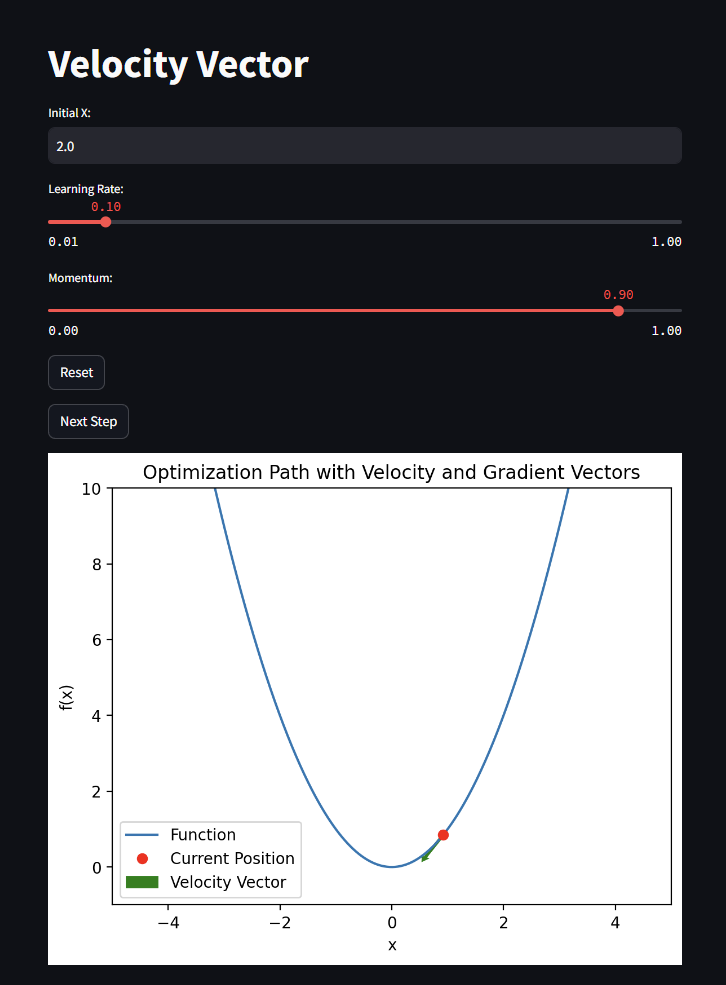 Velocity Vector
Initial X:
2.0
Learning Rate:
0.10
0.01 1.00
Momentum:
0.90
0.00 1.00
Reset
Next Step
Optimization Path with Velocity and Gradient Vectors
10
8
6
4
2
0
f(x)
Function
Current Position
Velocity Vector
−4 −2 0 2 4
x